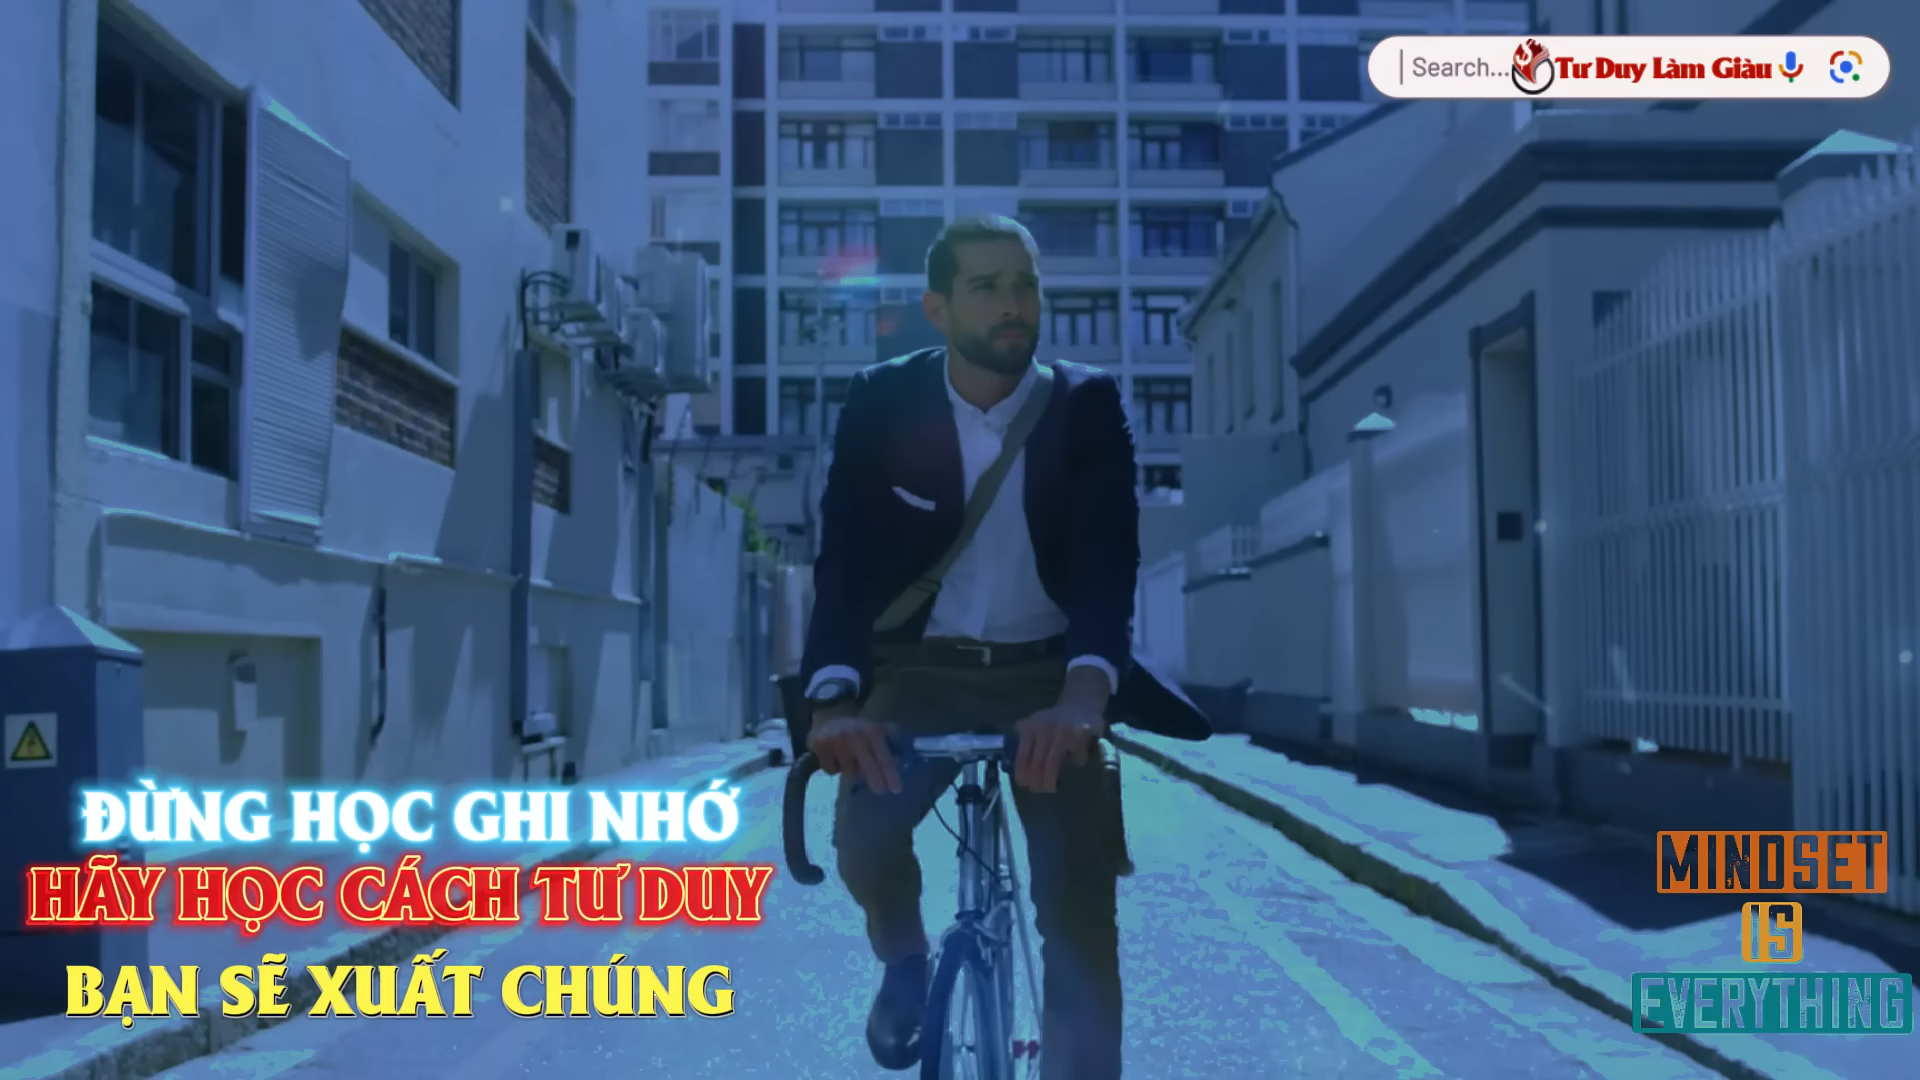 Search... Tư Duy Làm Giàu
ĐỪNG HỌC GHI NHỚ
HÃY HỌC CÁCH TƯ DUY
BẠN SẼ XUẤT CHÚNG
MINDSET
IS
EVERYTHING